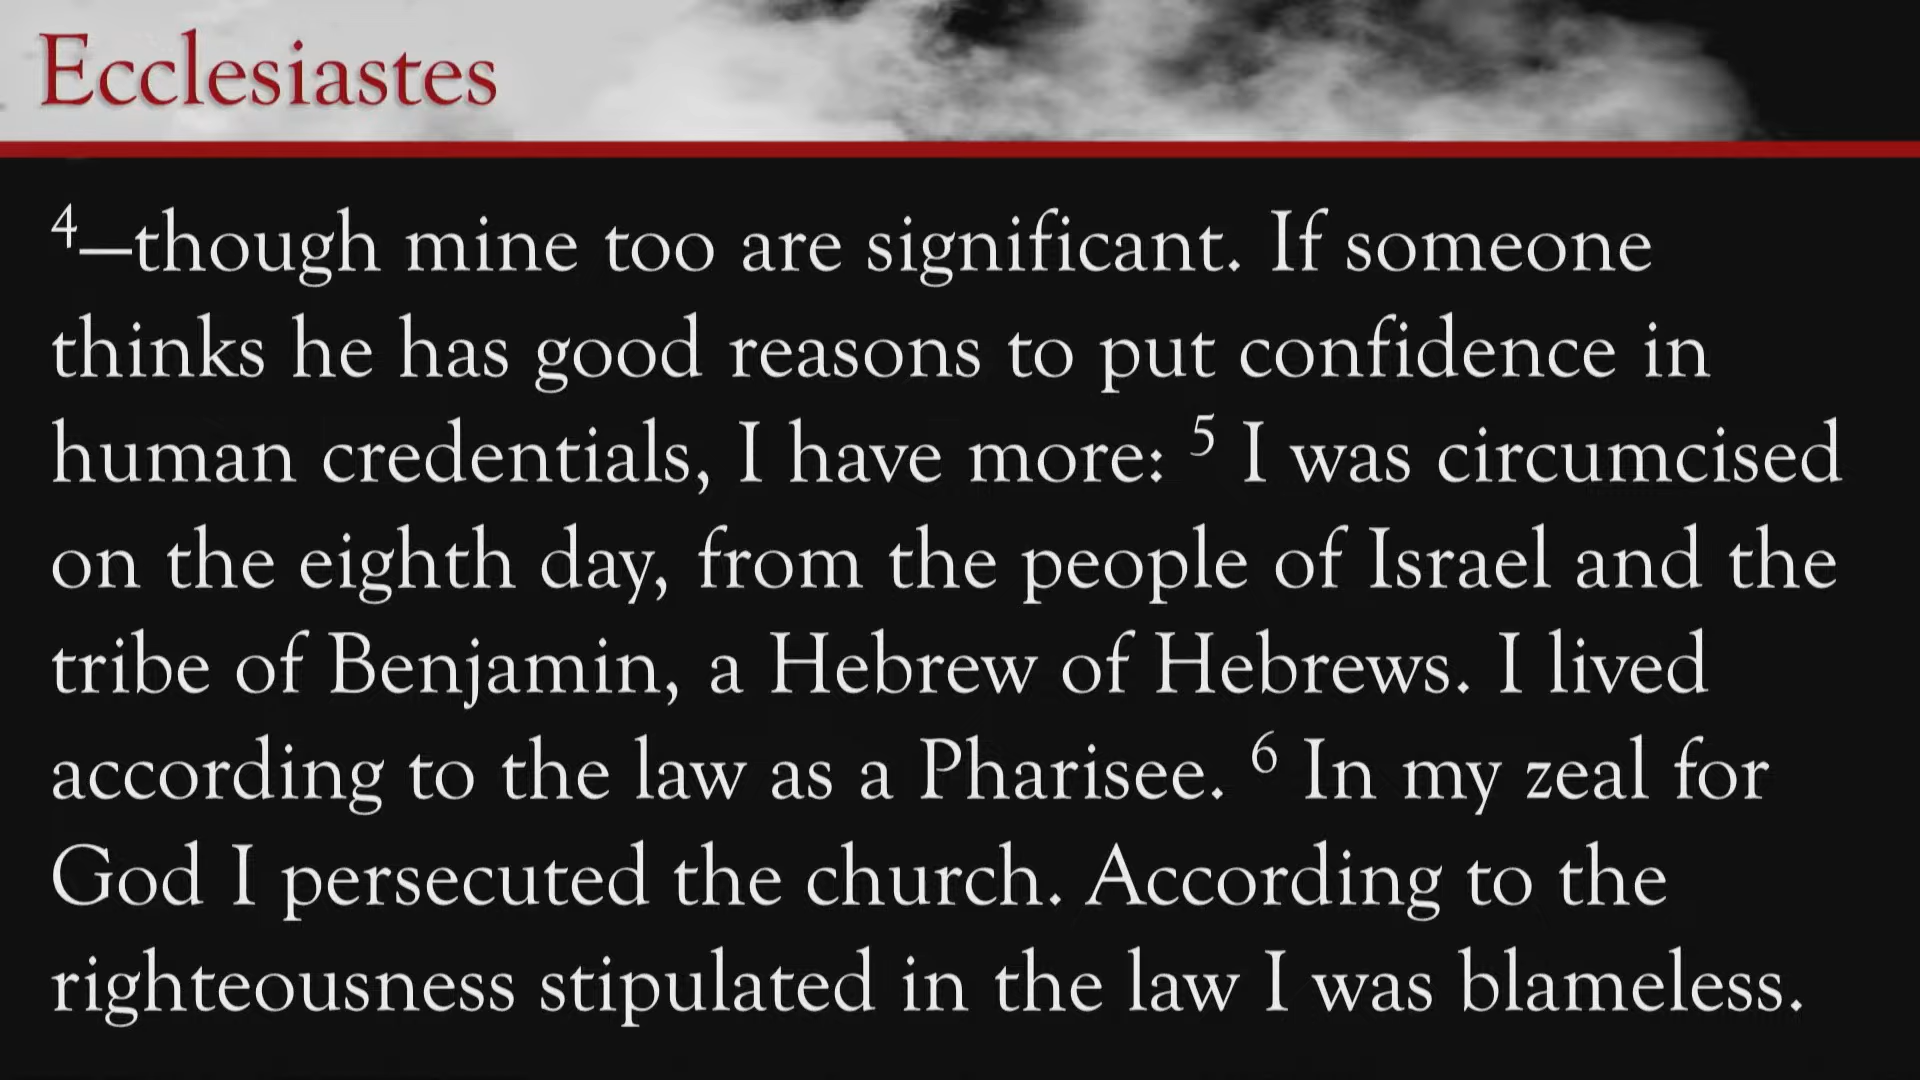 Ecclesiastes
4—though mine too are significant. If someone
thinks he has good reasons to put confidence in
human credentials, I have more: 5 I was circumcised
on the eighth day, from the people of Israel and the
tribe of Benjamin, a Hebrew of Hebrews. I lived
according to the law as a Pharisee. 6 In my zeal for
God I persecuted the church. According to the
righteousness stipulated in the law I was blameless.